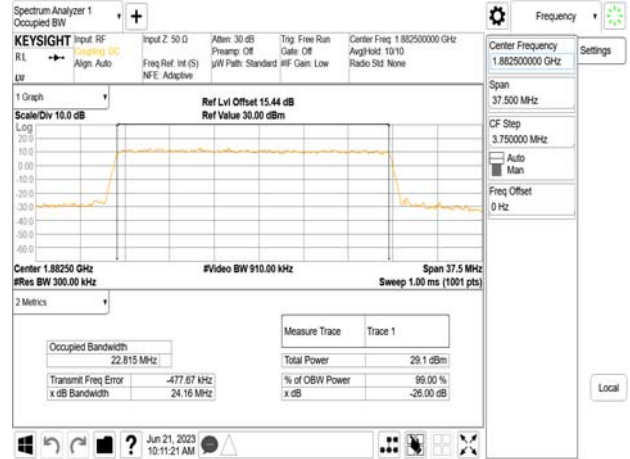 Spectrum Analyzer 1
Occupied BW
Frequency
KEYSIGHT
RL
Input: RF
Coupling: DC
Align: Auto
Input Z: 50 Ω
Freq Ref: Int (S)
NFE: Adaptive
Atten: 30 dB
Preamp: Off
µW Path: Standard
Trig: Free Run
Gate: Off
#IF Gain: Low
Center Freq: 1.882500000 GHz
Avg|Hold: 10/10
Radio Std: None
Center Frequency
1.882500000 GHz
Settings
Span
37.500 MHz
CF Step
3.750000 MHz
Auto
Man
Freq Offset
0 Hz
Local
1 Graph
Scale/Div 10.0 dB
Ref Lvl Offset 15.44 dB
Ref Value 30.00 dBm
Log
20.0
10.0
0.00
-10.0
-20.0
-30.0
-40.0
-50.0
-60.0
Center 1.88250 GHz
#Res BW 300.00 kHz
#Video BW 910.00 kHz
Span 37.5 MHz
Sweep 1.00 ms (1001 pts)
2 Metrics
Occupied Bandwidth
22.815 MHz
Transmit Freq Error -477.67 kHz
x dB Bandwidth 24.16 MHz
Measure Trace Trace 1
Total Power 29.1 dBm
% of OBW Power 99.00 %
x dB -26.00 dB
?
Jun 21, 2023
10:11:21 AM